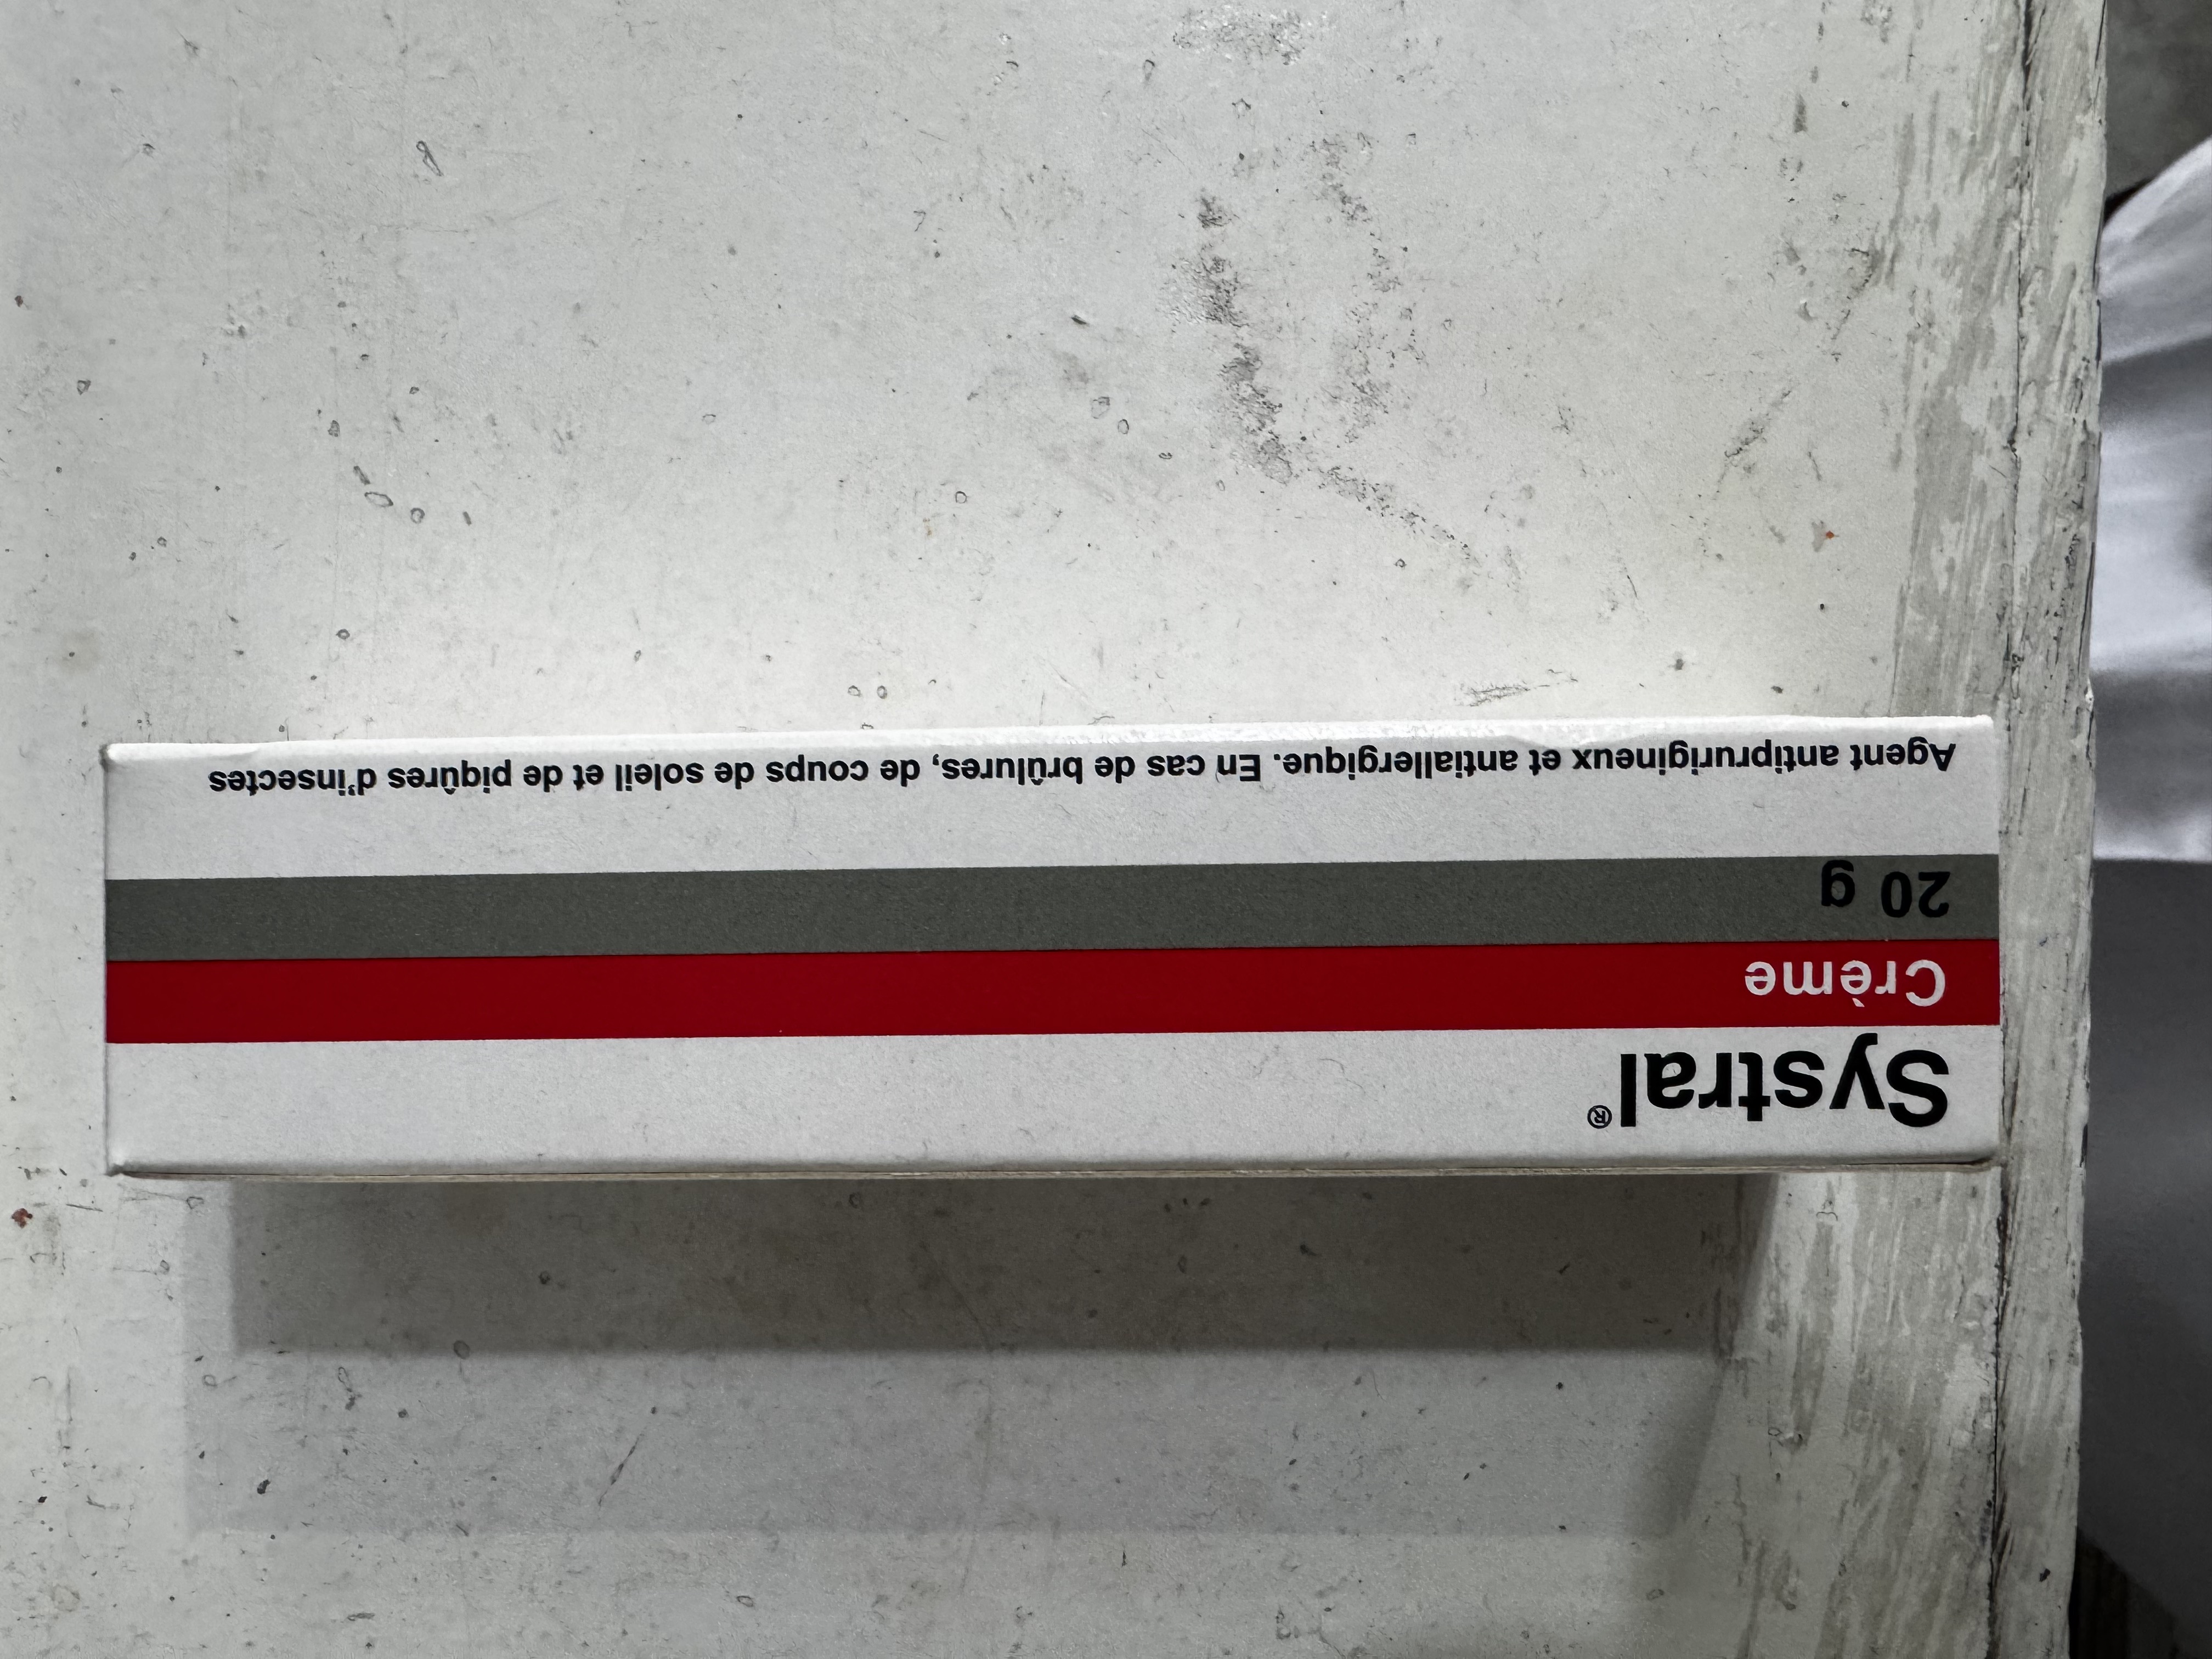 Systral®
Crème
20 g
Agent antiprurigineux et antiallergique. En cas de brûlures, de coups de soleil et de piqûres d’insectes